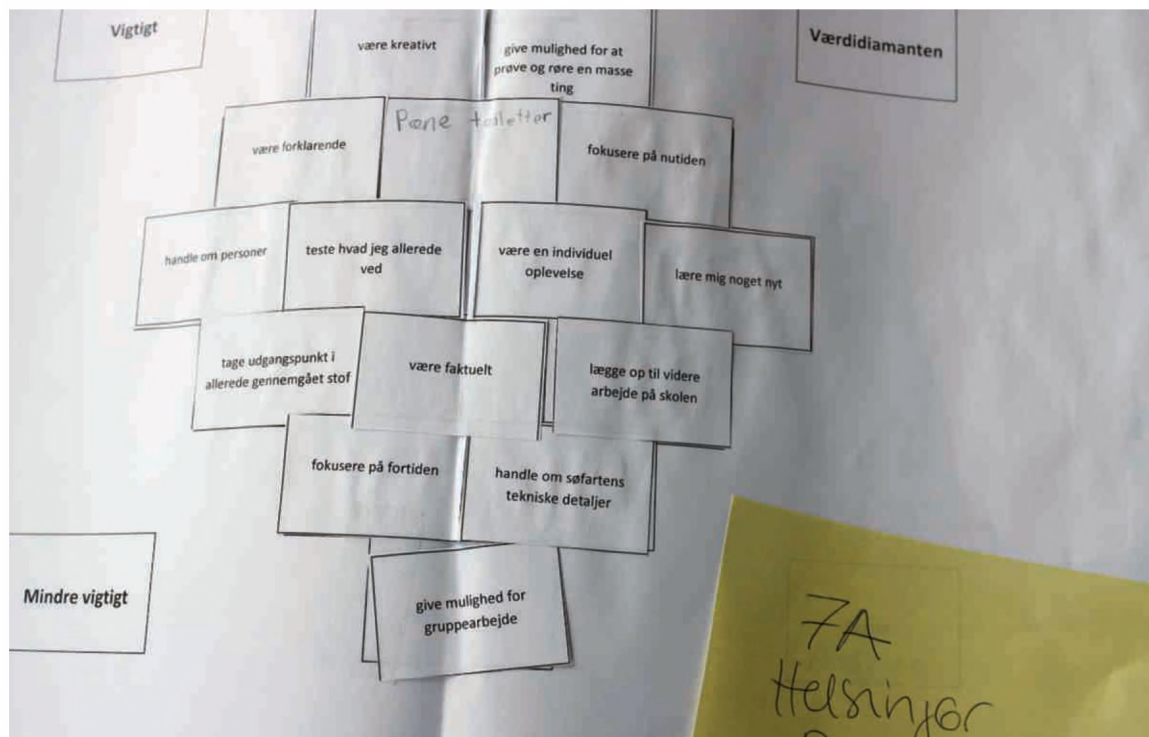 Vigtigt
Værdidiamanten
være kreativt
give mulighed for at
prøve og røre en masse
ting
være forklarende
Pæne toiletter
fokusere på nutiden
handle om personer
teste hvad jeg allerede
ved
være en individuel
oplevelse
lære mig noget nyt
tage udgangspunkt i
allerede gennemgået stof
være faktuelt
lægge op til videre
arbejde på skolen
fokusere på fortiden
handle om søfartens
tekniske detaljer
Mindre vigtigt
give mulighed for
gruppearbejde
7A
Helsingør